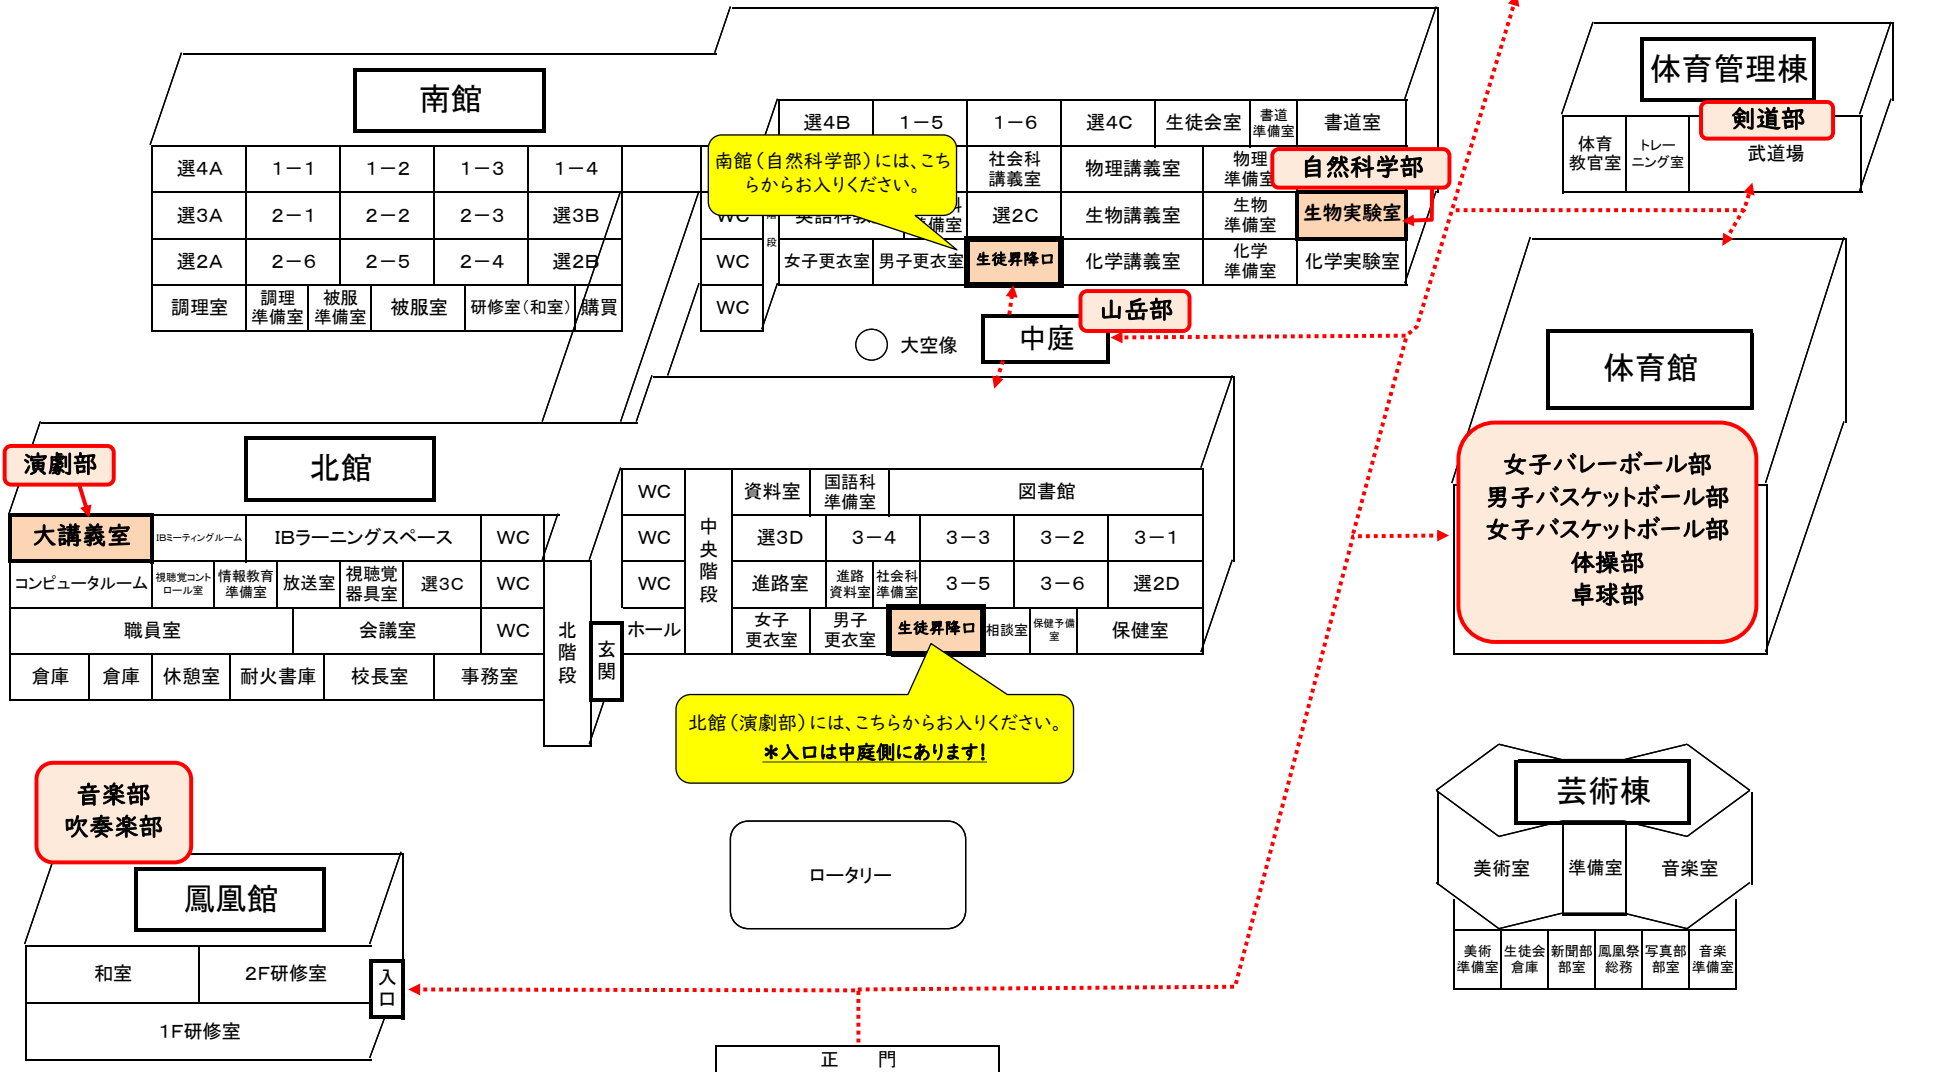 南館
選4B
1－5
1－6
選4C
生徒会室
書道
準備室
書道室
南館（自然科学部）には、こち
らからお入りください。
選4A
1－1
1－2
1－3
1－4
社会科
講義室
物理講義室
物理
準備室
自然科学部
選3A
2－1
2－2
2－3
選3B
WC
選2C
生物講義室
生物
準備室
生物実験室
選2A
2－6
2－5
2－4
選2B
WC
段
女子更衣室
男子更衣室
生徒昇降口
化学講義室
化学
準備室
化学実験室
調理室
調理
準備室
被服
準備室
被服室
研修室（和室）
購買
WC
大空像
中庭
山岳部
体育管理棟
剣道部
体育
教官室
トレー
ニング室
武道場
体育館
女子バレーボール部
男子バスケットボール部
女子バスケットボール部
体操部
卓球部
北館
演劇部
大講義室
IBミーティングルーム
IBラーニングスペース
WC
コンピュータルーム
視聴覚コント
ロール室
情報教育
準備室
放送室
視聴覚
器具室
選3C
WC
職員室
会議室
WC
倉庫
倉庫
休憩室
耐火書庫
校長室
事務室
北階段
玄関
WC
資料室
国語科
準備室
図書館
WC
中央階段
選3D
3－4
3－3
3－2
3－1
WC
進路室
進路
資料室
社会科
準備室
3－5
3－6
選2D
ホール
女子
更衣室
男子
更衣室
生徒昇降口
相談室
保健予備
室
保健室
北館（演劇部）には、こちらからお入りください。
＊入口は中庭側にあります！
音楽部
吹奏楽部
鳳凰館
和室
2F研修室
1F研修室
入口
ロータリー
正　門
芸術棟
美術室
準備室
音楽室
美術
準備室
生徒会
倉庫
新聞部
部室
鳳凰祭
総務
写真部
部室
音楽
準備室